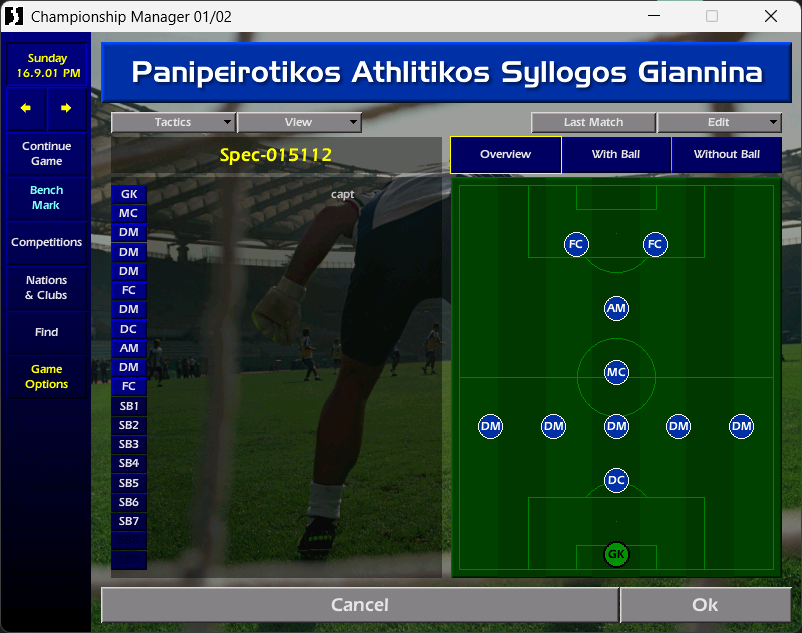 Championship Manager 01/02
Sunday
16.9.01 PM
Panipeirotikos Athlitikos Syllogos Giannina
Continue
Game
Bench
Mark
Competitions
Nations
& Clubs
Find
Game
Options
Tactics
View
Last Match
Edit
Spec-015112
Overview
With Ball
Without Ball
GK capt
MC
DM
DM
DM
FC
DM
DC
AM
DM
FC
SB1
SB2
SB3
SB4
SB5
SB6
SB7
FC FC
AM
MC
DM DM DM DM DM
DC
GK
Cancel
Ok